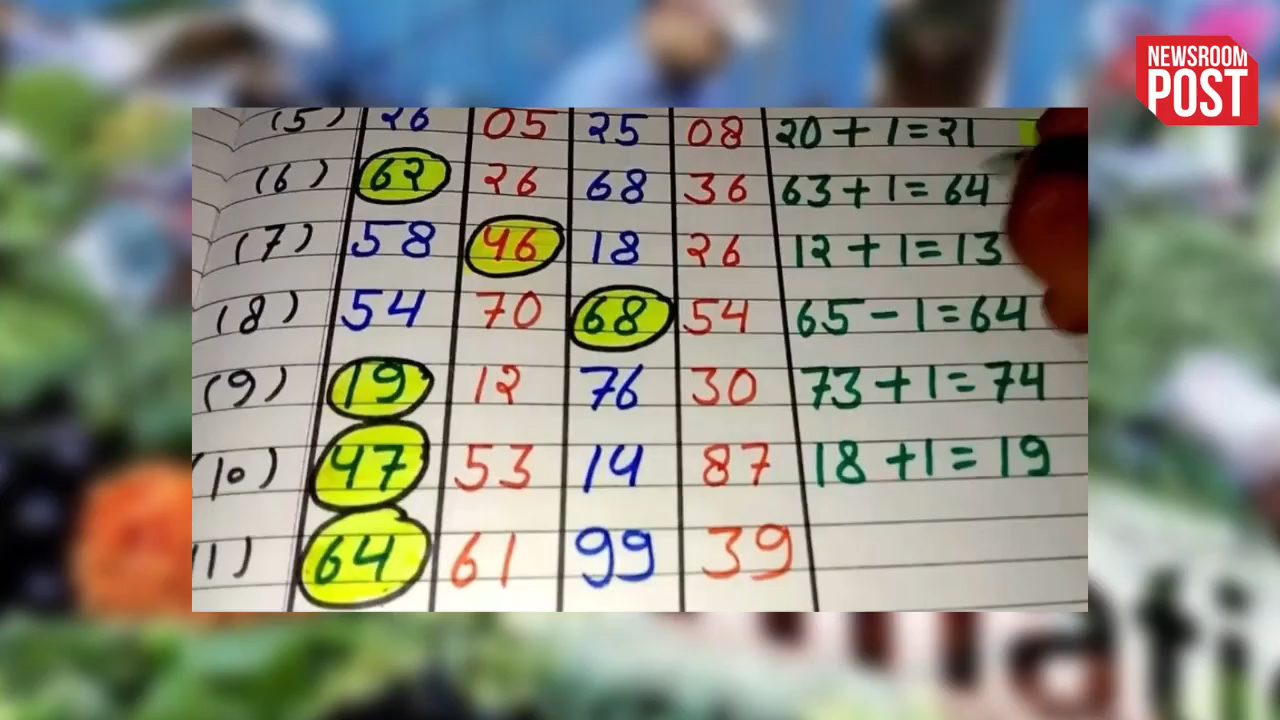 NEWSROOM
POST
(5) 26 05 25 08 20+1=21
(6) 62 26 68 36 63+1=64
(7) 58 46 18 26 12+1=13
(8) 54 70 68 54 65-1=64
(9) 19 12 76 30 73+1=74
10) 47 53 14 87 18+1=19
11) 64 61 99 39